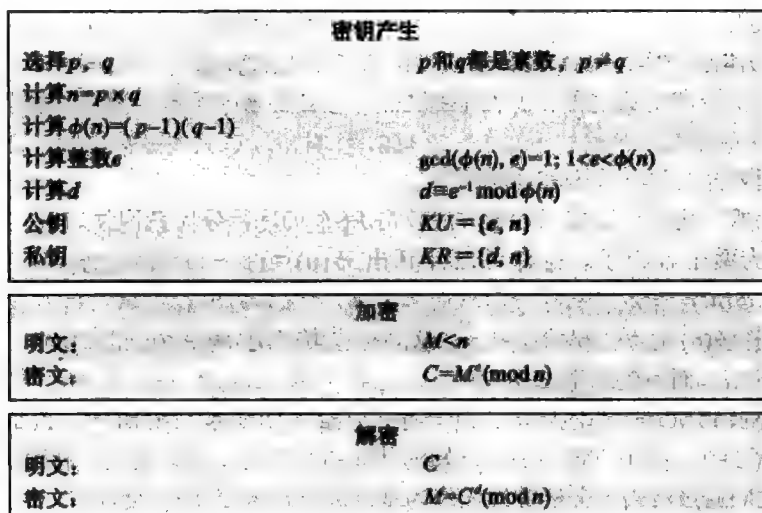 密钥产生
选择p，q p和q都是素数，p≠q
计算n=p×q
计算ϕ(n)=(p-1)(q-1)
计算整数e gcd(ϕ(n), e)=1; 1<e<ϕ(n)
计算d d≡e⁻¹ mod ϕ(n)
公钥 KU={e, n}
私钥 KR={d, n}
加密
明文： M<n
密文： C=Mᵉ(mod n)
解密
明文： C
密文： M=Cᵈ(mod n)